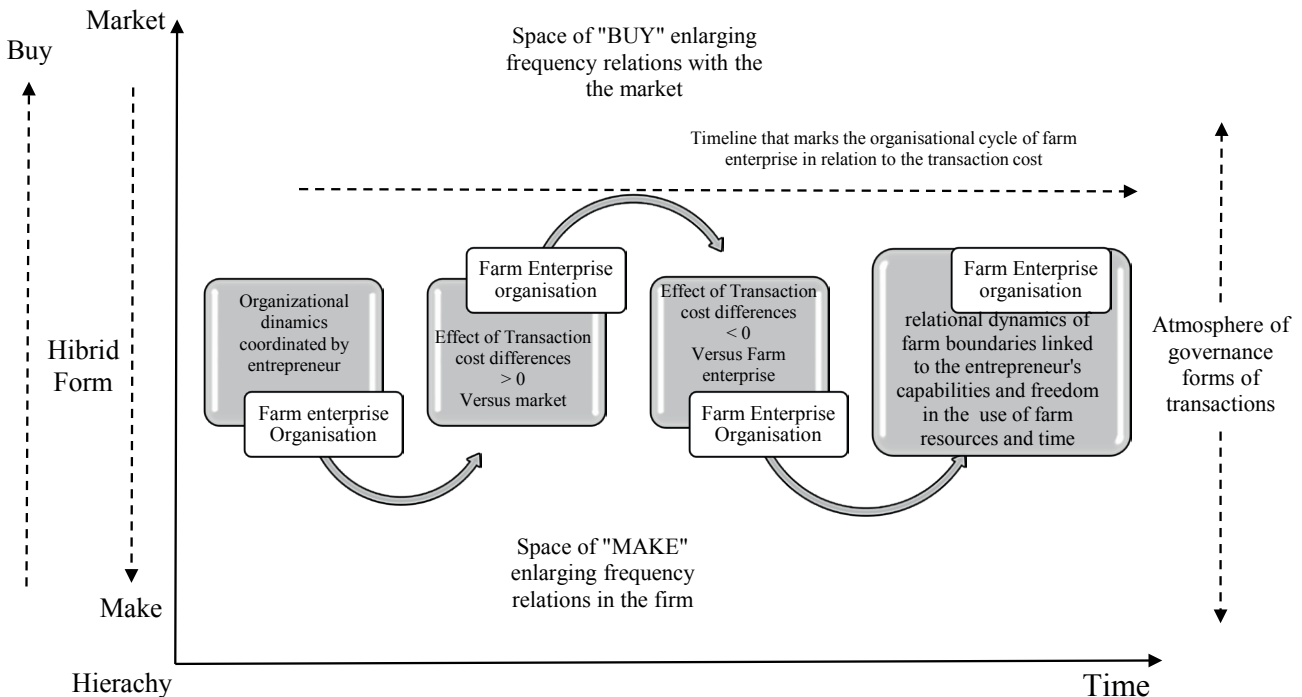 Market
Buy
Space of "BUY" enlarging
frequency relations with the
the market
Timeline that marks the organisational cycle of farm
enterprise in relation to the transaction cost
Organizational
dinamics
coordinated by
entrepreneur
Farm enterprise
Organisation
Farm Enterprise
organisation
Effect of Transaction
cost differences
> 0
Versus market
Effect of Transaction
cost differences
< 0
Versus Farm
enterprise
Farm Enterprise
Organisation
Farm Enterprise
organisation
relational dynamics of
farm boundaries linked
to the entrepreneur's
capabilities and freedom
in the use of farm
resources and time
Hibrid
Form
Atmosphere of
governance
forms of
transactions
Space of "MAKE"
enlarging frequency
relations in the firm
Make
Hierachy
Time